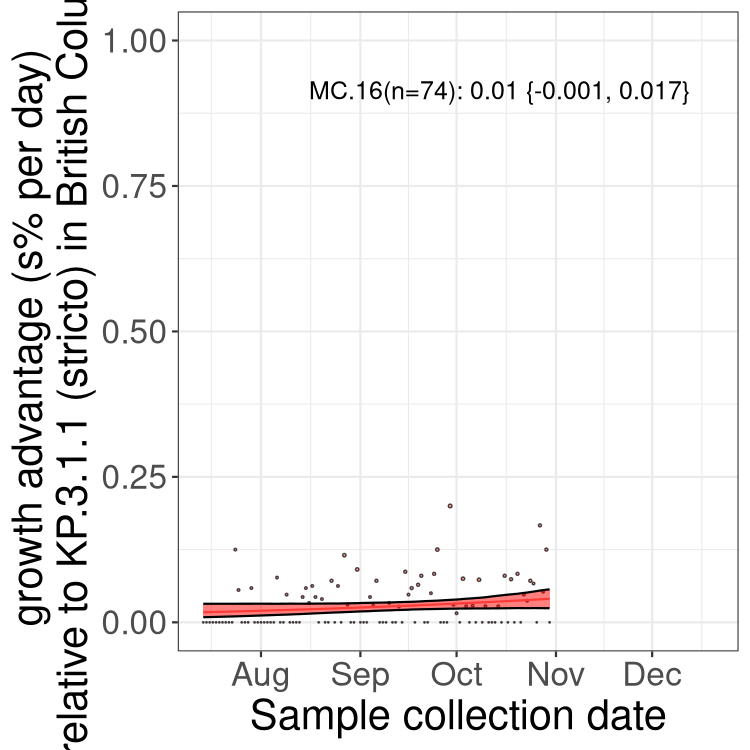 growth advantage (s% per day)
relative to KP.3.1.1 (stricto) in British Colu
1.00
0.75
0.50
0.25
0.00
MC.16(n=74): 0.01 {-0.001, 0.017}
Aug Sep Oct Nov Dec
Sample collection date